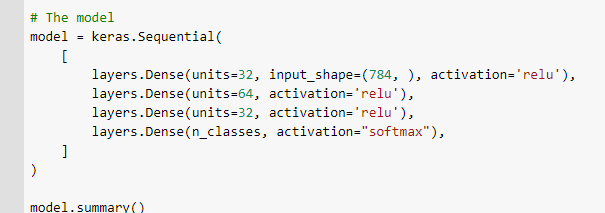 # The model
model = keras.Sequential(
    [
        layers.Dense(units=32, input_shape=(784, ), activation='relu'),
        layers.Dense(units=64, activation='relu'),
        layers.Dense(units=32, activation='relu'),
        layers.Dense(n_classes, activation="softmax"),
    ]
)
model.summary()